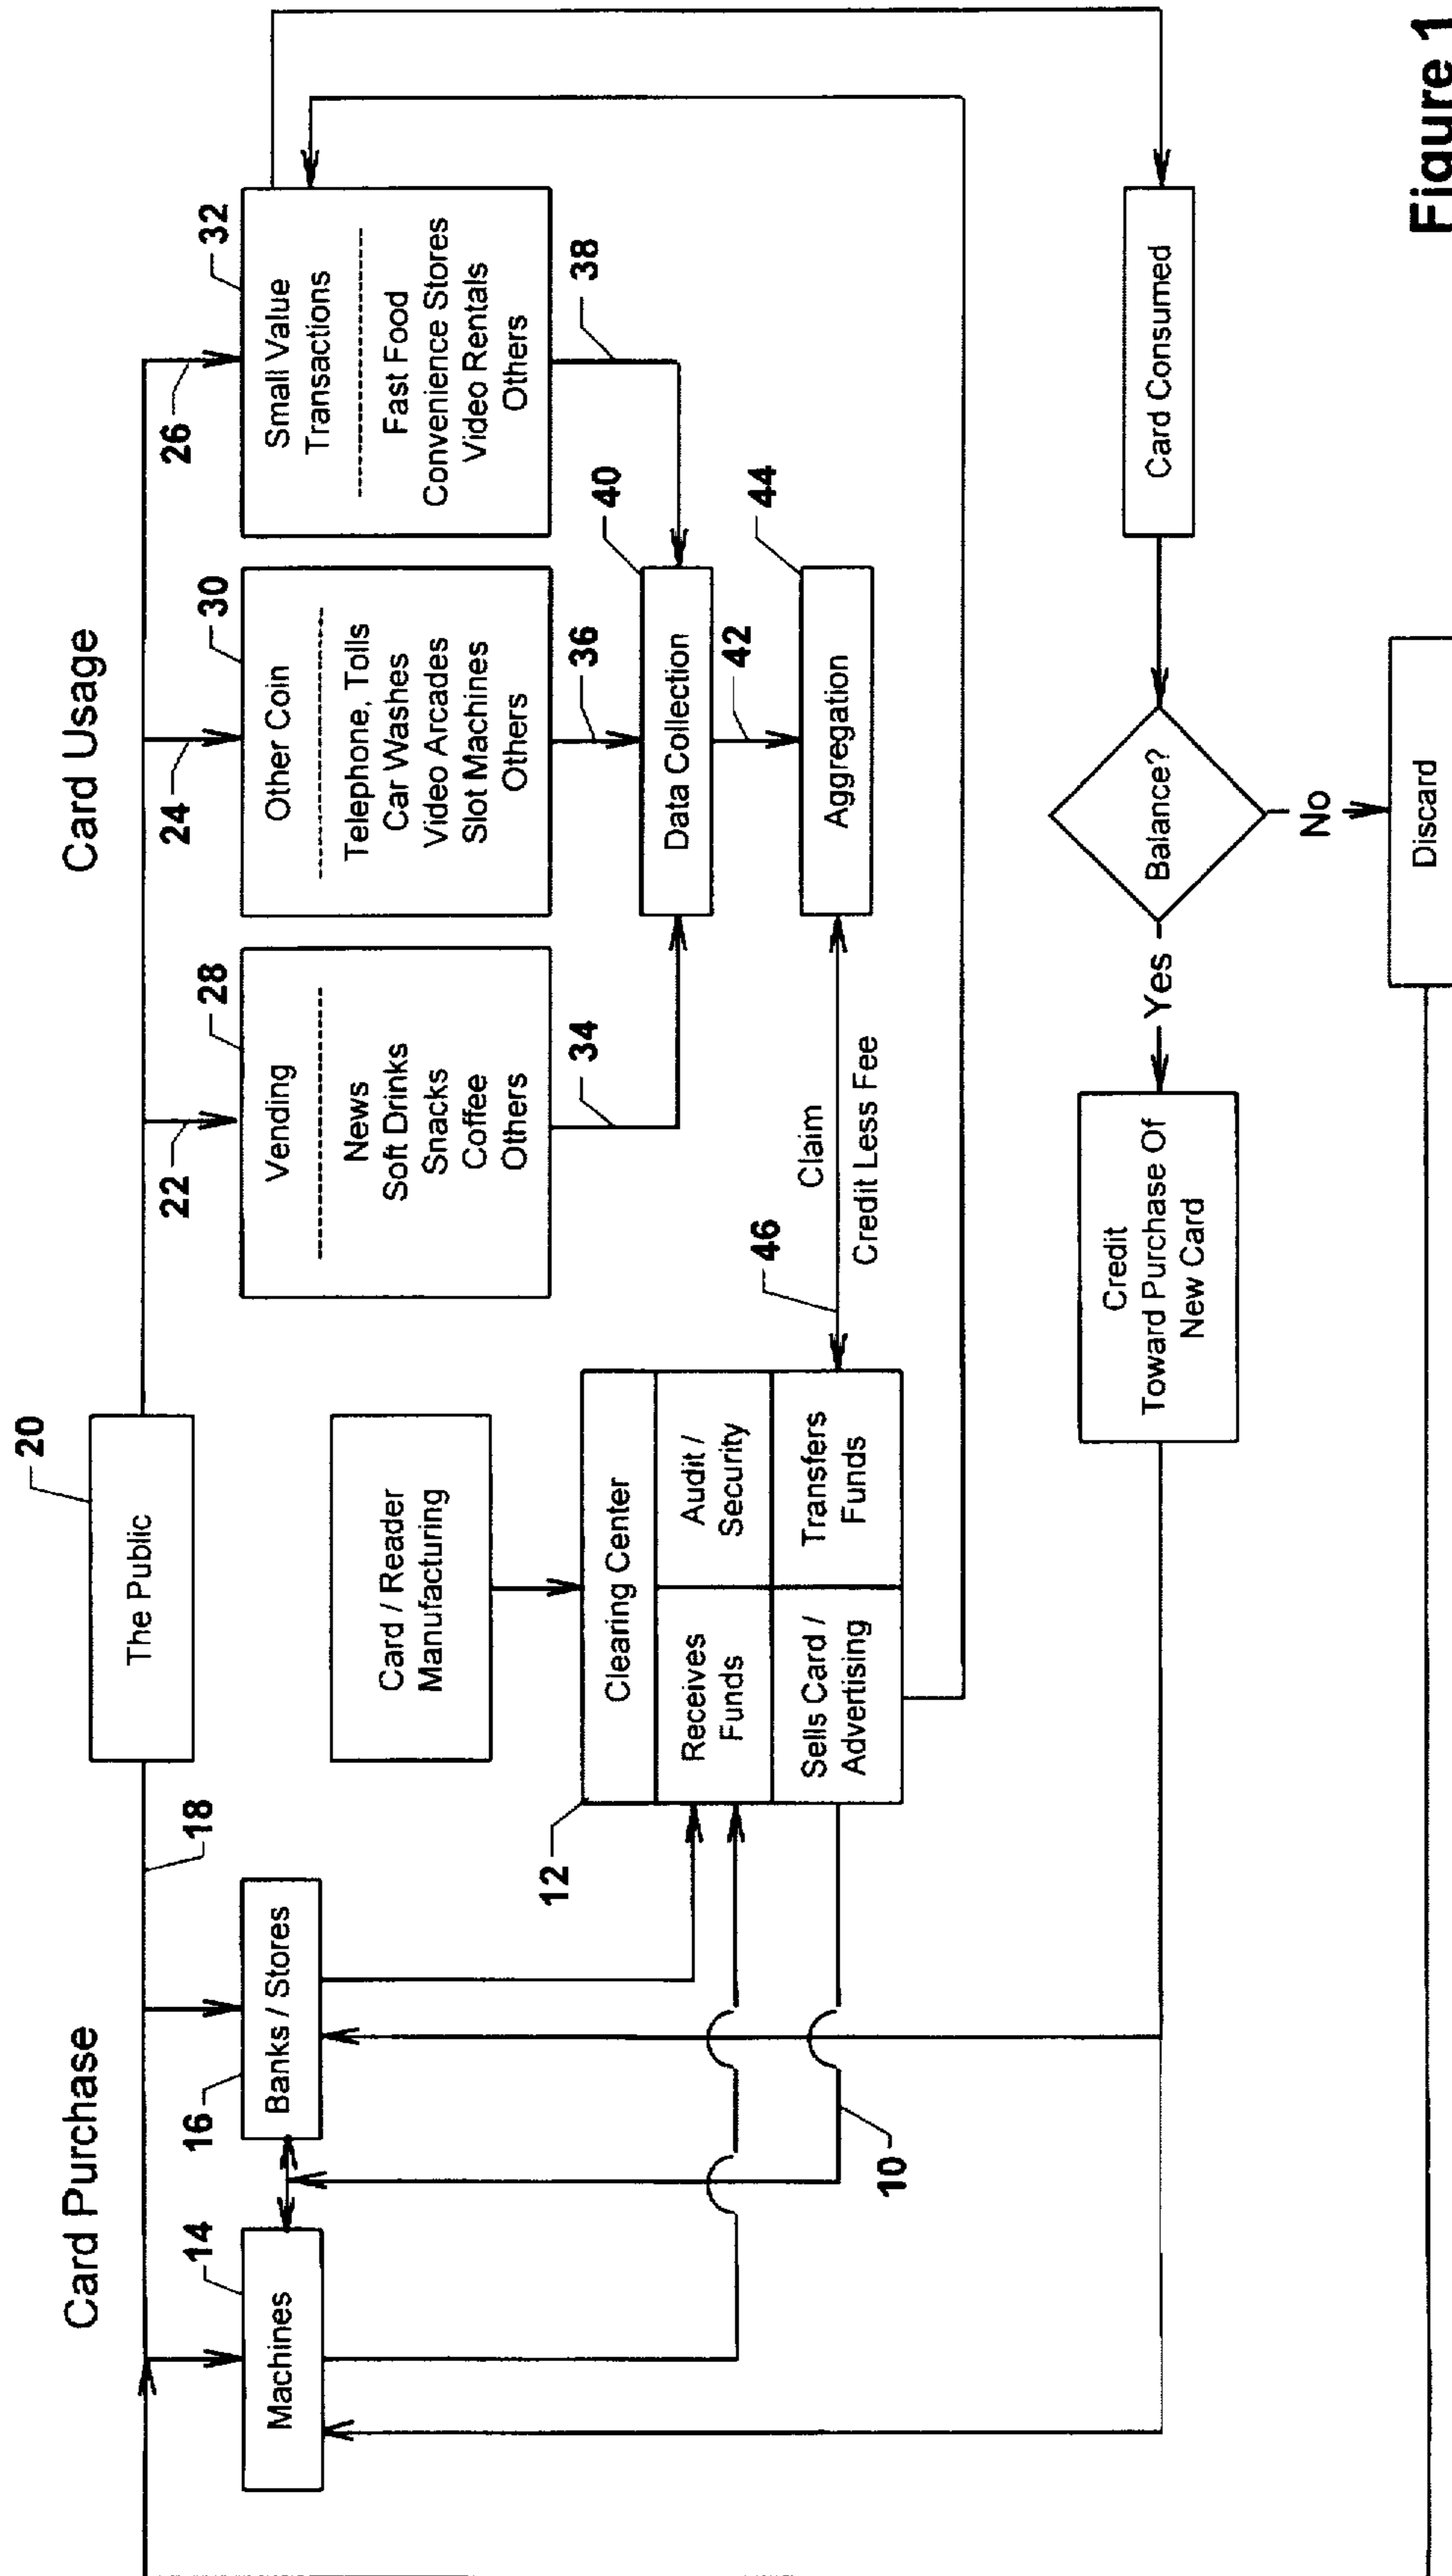 Card Purchase
Card Usage
20
The Public
18
14
Machines
16
Banks / Stores
10
Card / Reader
Manufacturing
12
Clearing Center
Receives
Funds
Audit /
Security
Sells Card /
Advertising
Transfers
Funds
22
24
26
28
Vending
News
Soft Drinks
Snacks
Coffee
Others
30
Other Coin
Telephone, Tolls
Car Washes
Video Arcades
Slot Machines
Others
32
Small Value
Transactions
Fast Food
Convenience Stores
Video Rentals
Others
34
36
38
40
Data Collection
42
44
Aggregation
46
Claim
Credit Less Fee
Credit
Toward Purchase Of
New Card
Yes
Balance?
Card Consumed
No
Discard
Figure 1